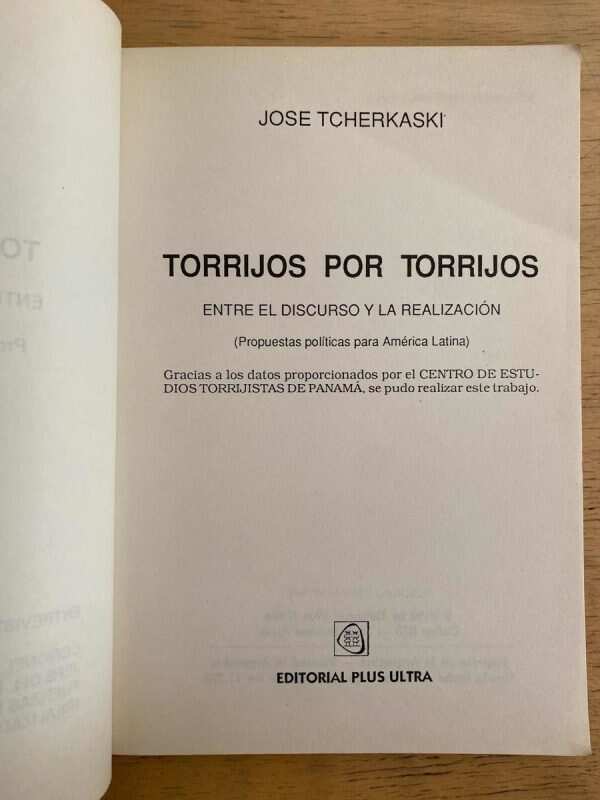 JOSE TCHERKASKI
TORRIJOS POR TORRIJOS
ENTRE EL DISCURSO Y LA REALIZACIÓN
(Propuestas políticas para América Latina)
Gracias a los datos proporcionados por el CENTRO DE ESTU-
DIOS TORRIJISTAS DE PANAMÁ, se pudo realizar este trabajo.
EDITORIAL PLUS ULTRA